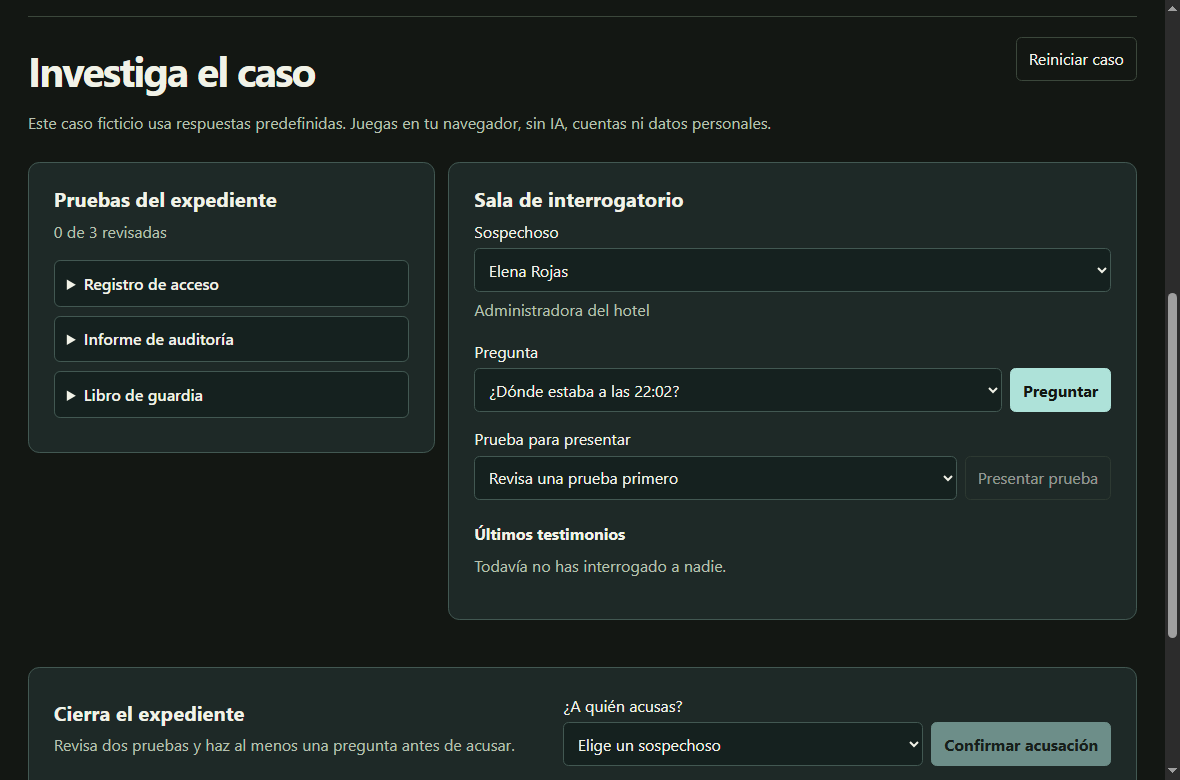 Investiga el caso
Reiniciar caso
Este caso ficticio usa respuestas predefinidas. Juegas en tu navegador, sin IA, cuentas ni datos personales.
Pruebas del expediente
0 de 3 revisadas
Registro de acceso
Informe de auditoría
Libro de guardia
Sala de interrogatorio
Sospechoso
Elena Rojas
Administradora del hotel
Pregunta
¿Dónde estaba a las 22:02?
Preguntar
Prueba para presentar
Revisa una prueba primero
Presentar prueba
Últimos testimonios
Todavía no has interrogado a nadie.
Cierra el expediente
Revisa dos pruebas y haz al menos una pregunta antes de acusar.
¿A quién acusas?
Elige un sospechoso
Confirmar acusación